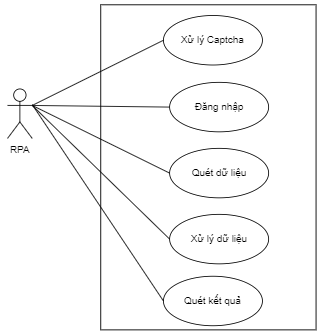 Xử lý Captcha
Đăng nhập
RPA
Quét dữ liệu
Xử lý dữ liệu
Quét kết quả